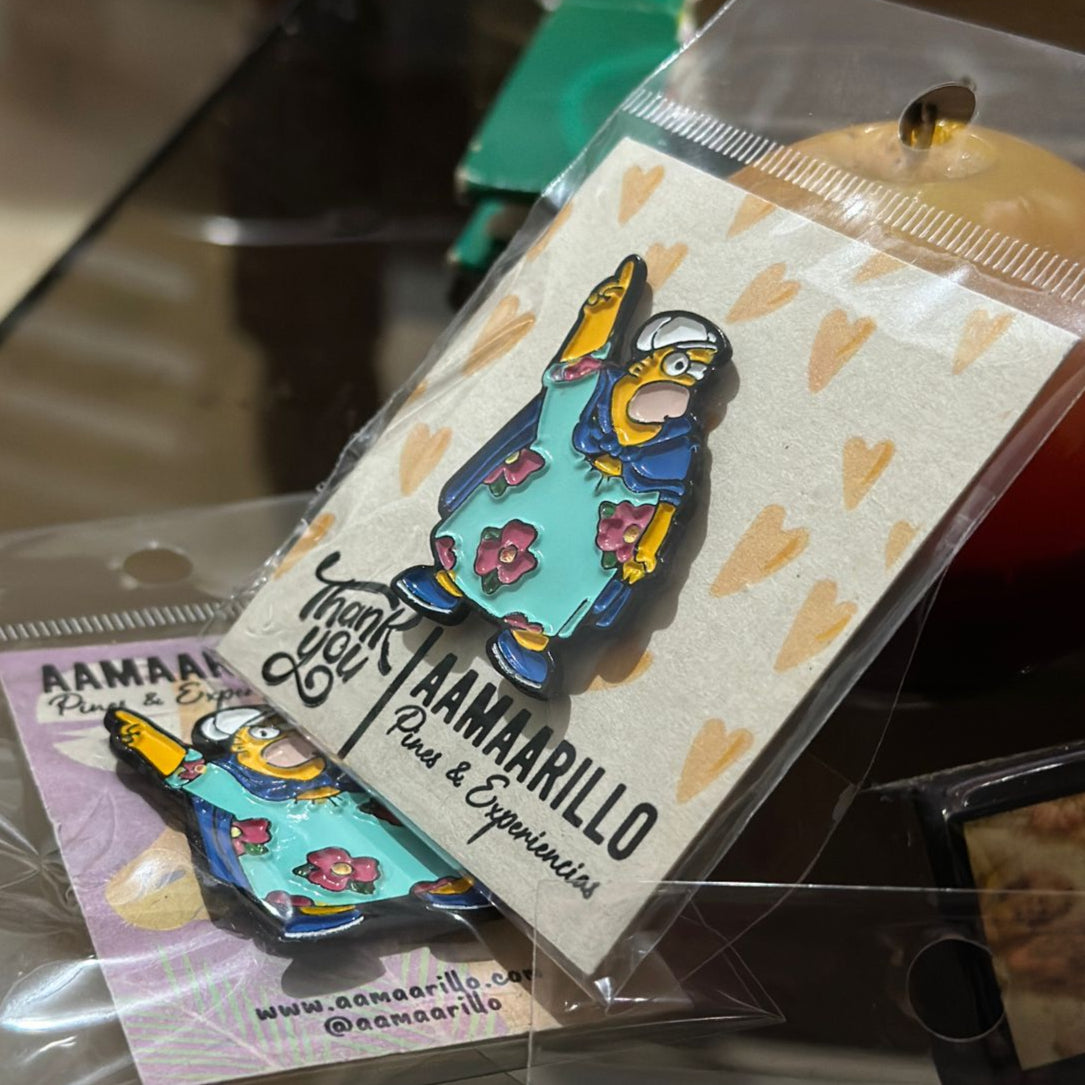 Thank
you
AAMAARILLO
Pines & Experiencias
www.aamaarillo.com
@aamaarillo